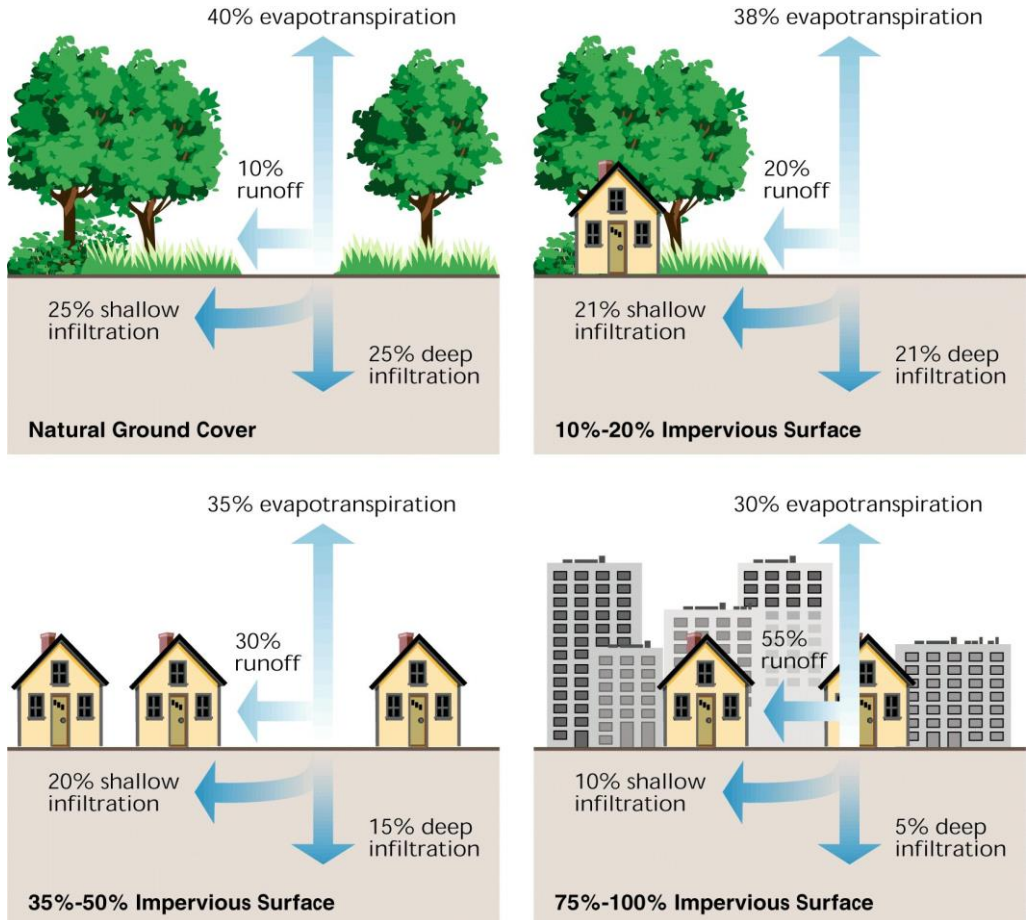 40% evapotranspiration
10%
runoff
25% shallow
infiltration
25% deep
infiltration
Natural Ground Cover
38% evapotranspiration
20%
runoff
21% shallow
infiltration
21% deep
infiltration
10%-20% Impervious Surface
35% evapotranspiration
30%
runoff
20% shallow
infiltration
15% deep
infiltration
35%-50% Impervious Surface
30% evapotranspiration
55%
runoff
10% shallow
infiltration
5% deep
infiltration
75%-100% Impervious Surface